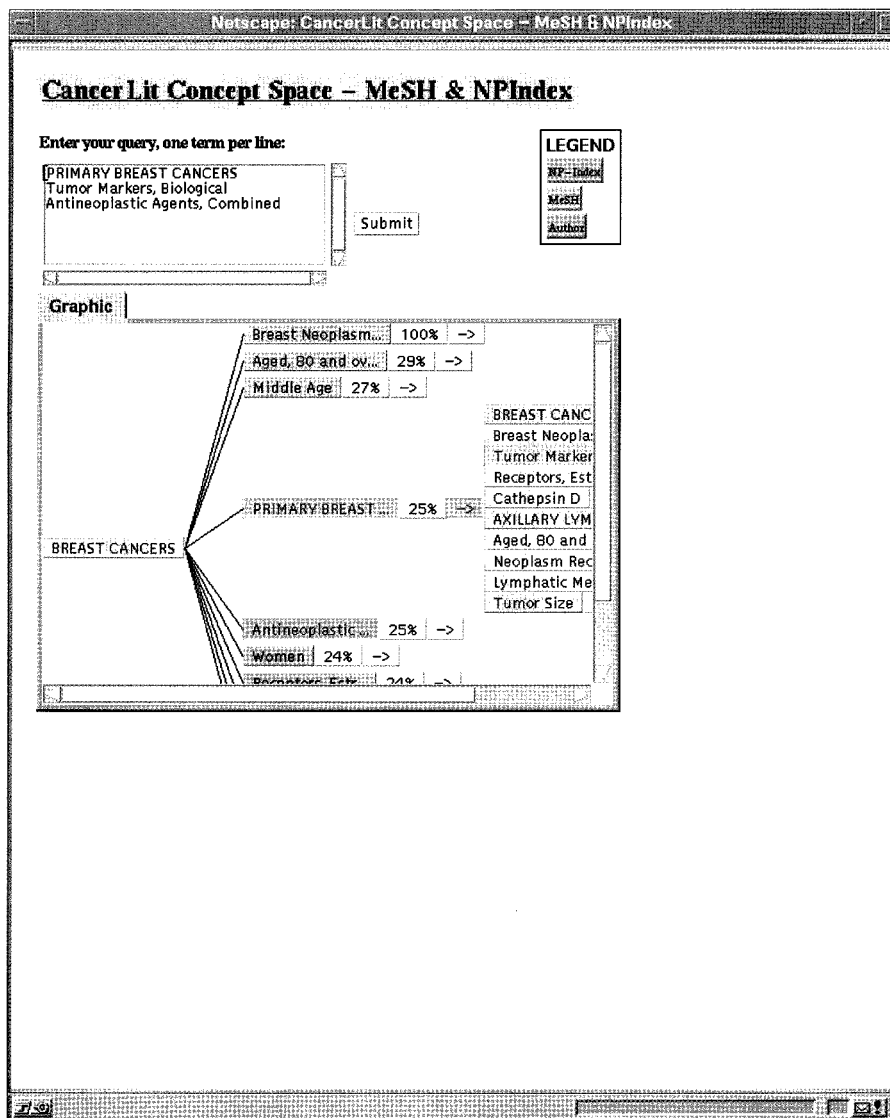 Netscape: CancerLit Concept Space – MeSH & NPIndex
CancerLit Concept Space – MeSH & NPIndex
Enter your query, one term per line:
PRIMARY BREAST CANCERS
Tumor Markers, Biological
Antineoplastic Agents, Combined
Submit
LEGEND
NP-Index
MeSH
Author
Graphic
Breast Neoplasm... 100% –>
Aged, 80 and ov... 29% –>
Middle Age 27% –>
PRIMARY BREAST ... 25% –>
BREAST CANC
Breast Neopla
Tumor Marker
Receptors, Est
Cathepsin D
AXILLARY LYM
Aged, 80 and
Neoplasm Rec
Lymphatic Me
Tumor Size
BREAST CANCERS
Antineoplastic ... 25% –>
Women 24% –>
Receptors, Estr... 24% –>